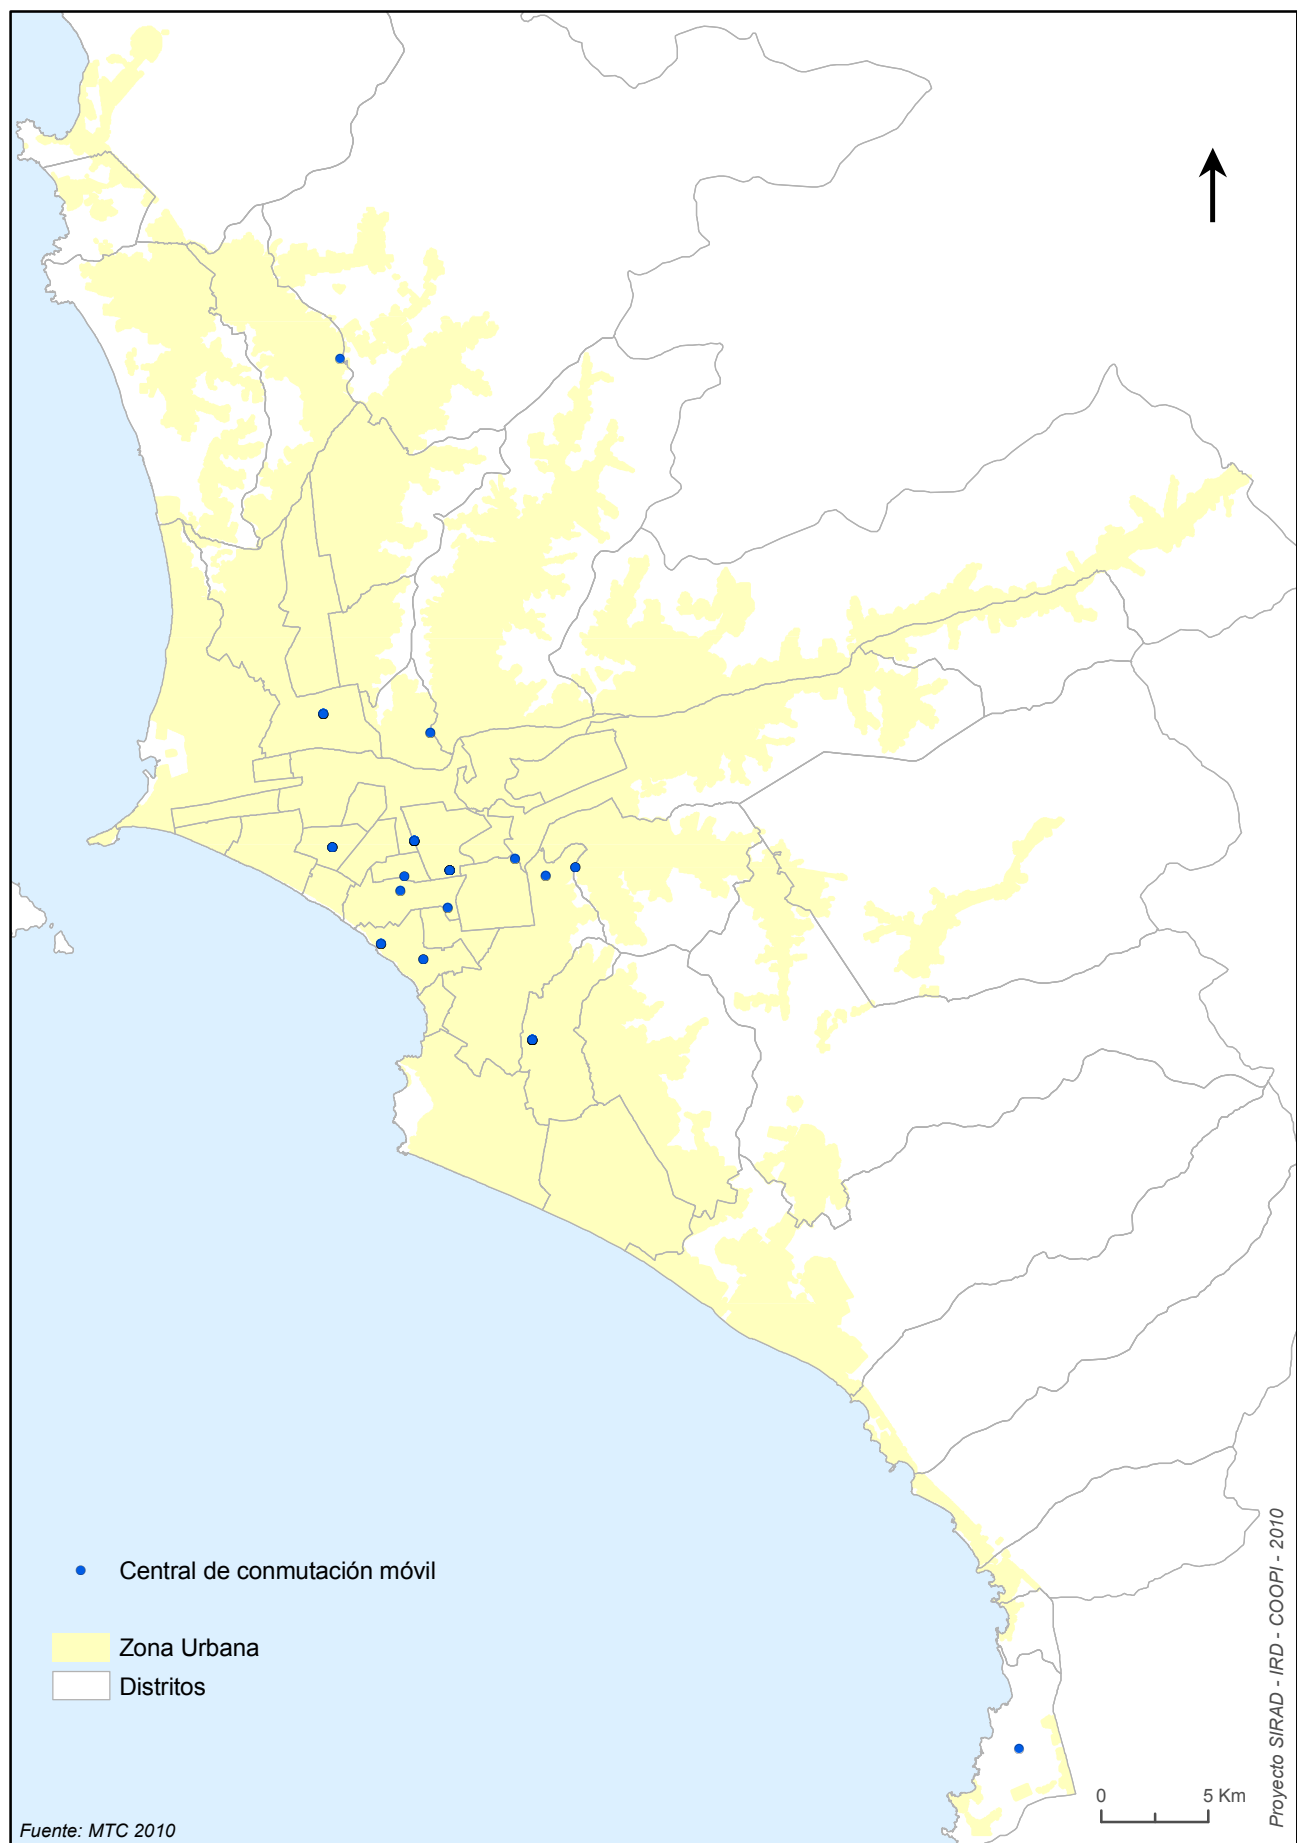 Central de conmutación móvil
Zona Urbana
Distritos
0 5 Km
Proyecto SIRAD - IRD - COOPI - 2010
Fuente: MTC 2010